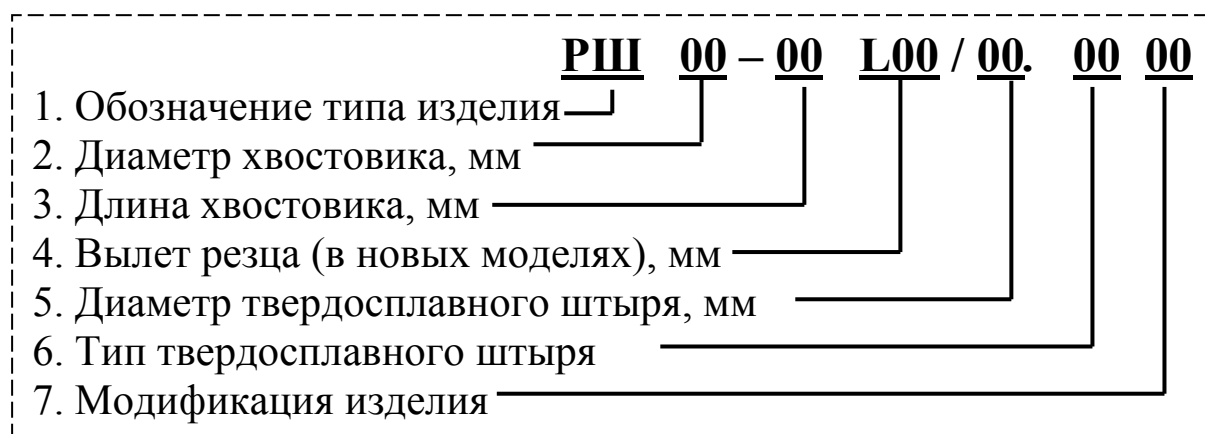 РШ 00 – 00 L00 / 00. 00 00
1. Обозначение типа изделия
2. Диаметр хвостовика, мм
3. Длина хвостовика, мм
4. Вылет резца (в новых моделях), мм
5. Диаметр твердосплавного штыря, мм
6. Тип твердосплавного штыря
7. Модификация изделия